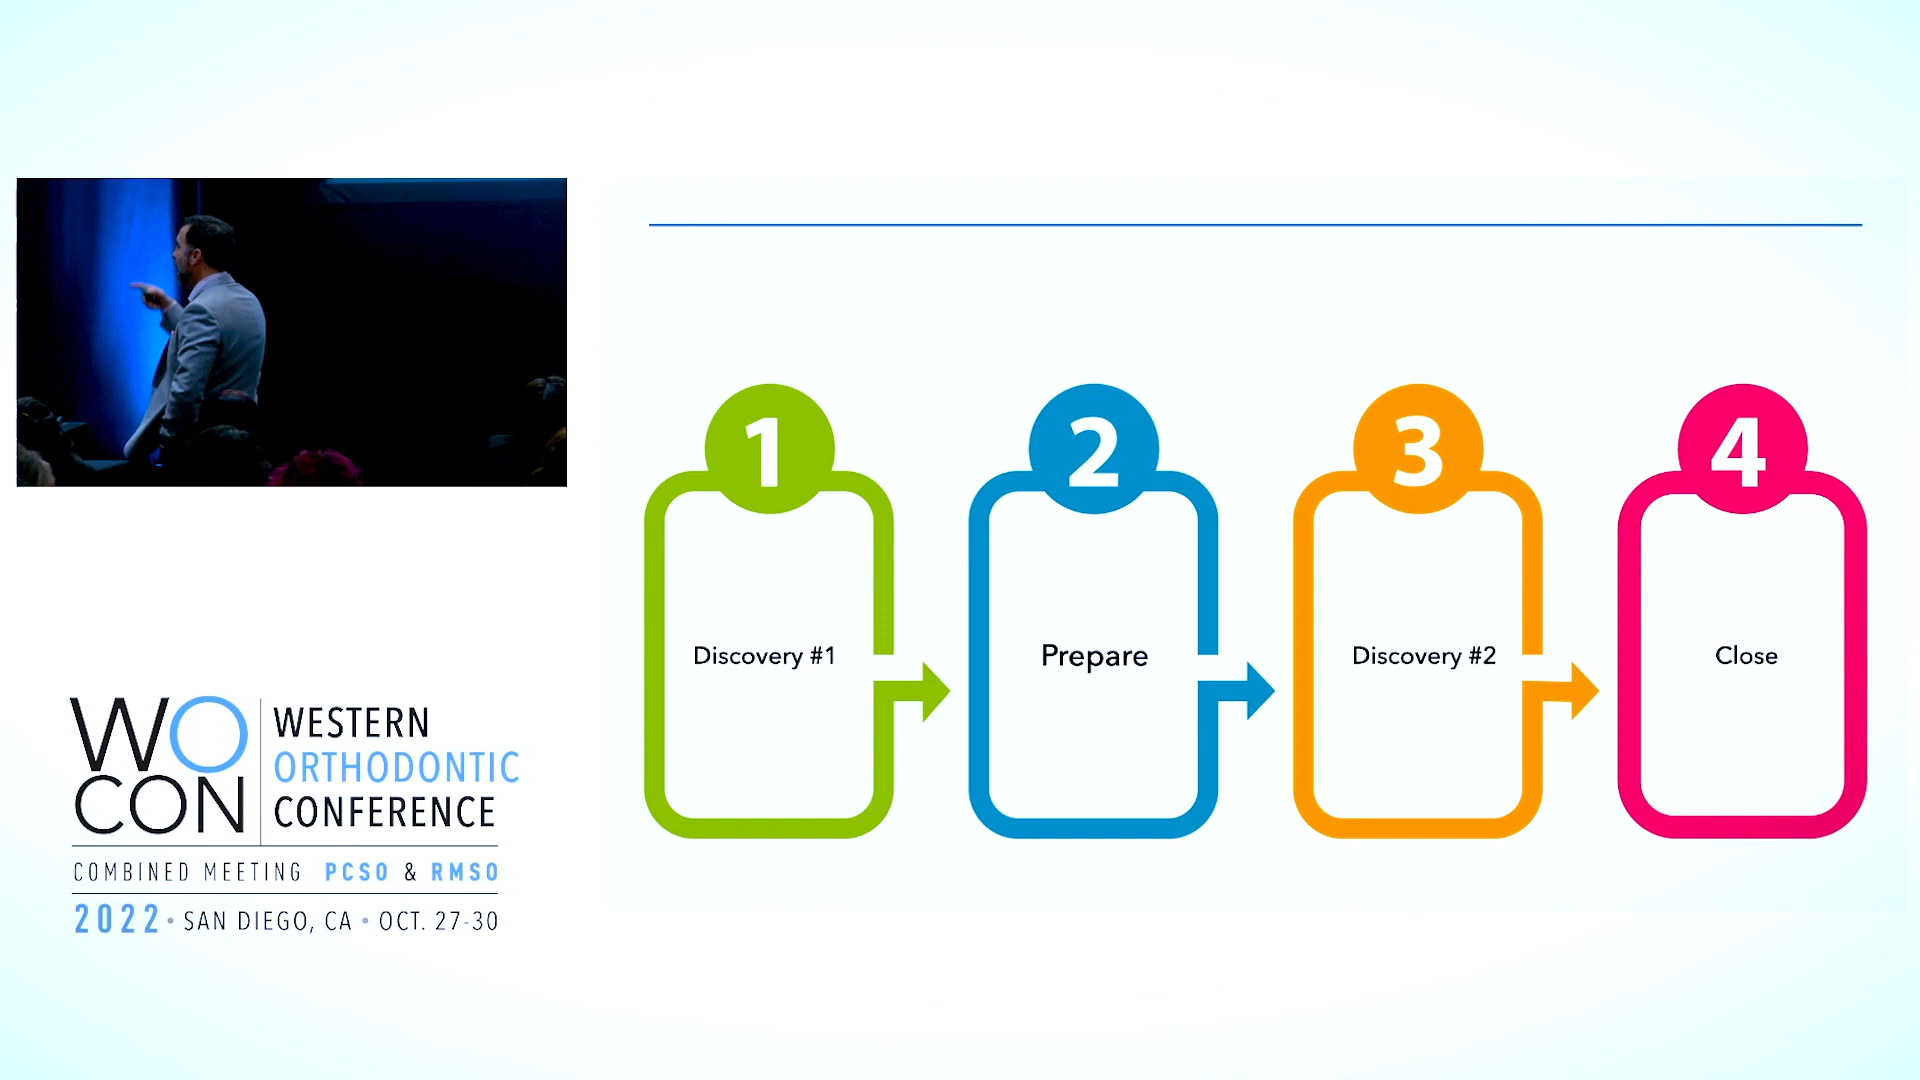 1
2
3
4
Discovery #1
Prepare
Discovery #2
Close
WO
CON
WESTERN
ORTHODONTIC
CONFERENCE
COMBINED MEETING PCSO & RMSO
2022 • SAN DIEGO, CA • OCT. 27-30